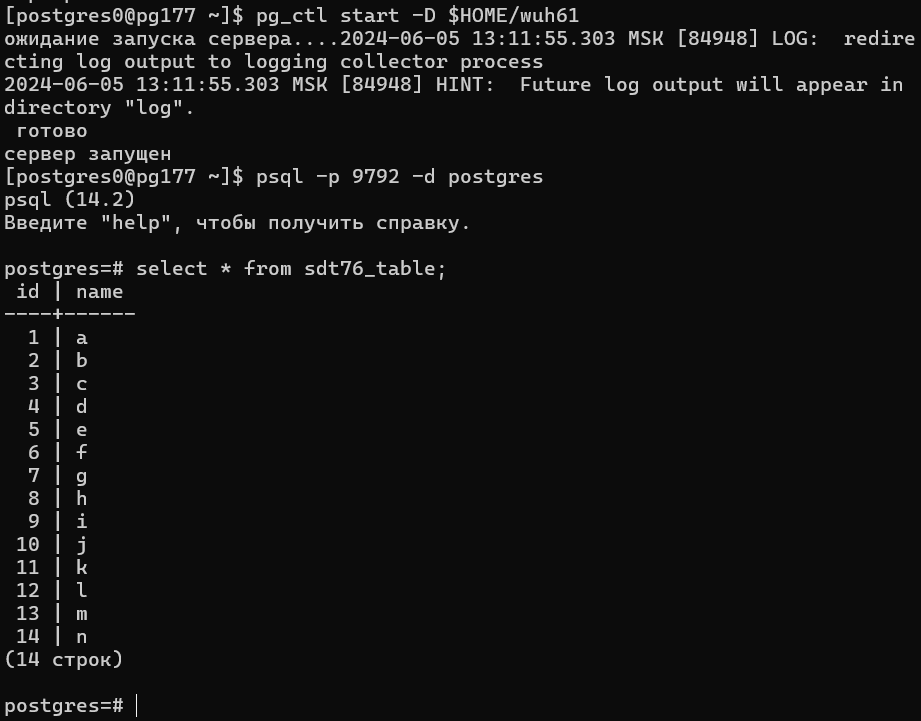 [postgres0@pg177 ~]$ pg_ctl start -D $HOME/wuh61
ожидание запуска сервера....2024-06-05 13:11:55.303 MSK [84948] LOG:  redire
cting log output to logging collector process
2024-06-05 13:11:55.303 MSK [84948] HINT:  Future log output will appear in
directory "log".
 готово
сервер запущен
[postgres0@pg177 ~]$ psql -p 9792 -d postgres
psql (14.2)
Введите "help", чтобы получить справку.

postgres=# select * from sdt76_table;
 id | name
----+------
  1 | a
  2 | b
  3 | c
  4 | d
  5 | e
  6 | f
  7 | g
  8 | h
  9 | i
 10 | j
 11 | k
 12 | l
 13 | m
 14 | n
(14 строк)

postgres=#